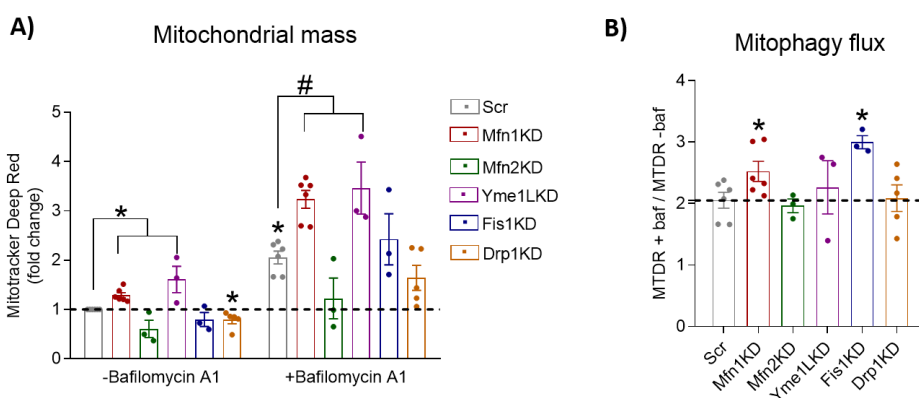 A)
Mitochondrial mass
Mitotracker Deep Red
(fold change)
5
4
3
2
1
0
*
*
*
#
-Bafilomycin A1
+Bafilomycin A1
Scr
Mfn1KD
Mfn2KD
Yme1LKD
Fis1KD
Drp1KD
B)
Mitophagy flux
MTDR + baf / MTDR -baf
4
3
2
1
0
*
*
Scr
Mfn1KD
Mfn2KD
Yme1LKD
Fis1KD
Drp1KD